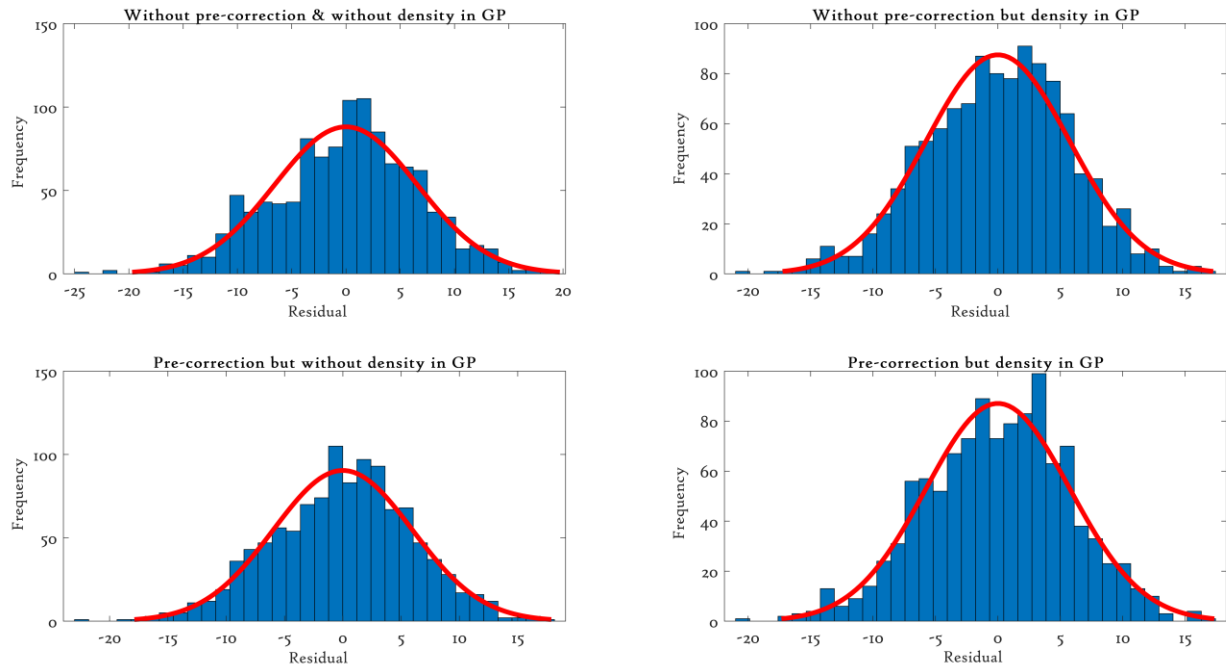 Without pre-correction & without density in GP
150
100
50
0
Frequency
-25 -20 -15 -10 -5 0 5 10 15 20
Residual
Without pre-correction but density in GP
100
80
60
40
20
0
Frequency
-20 -15 -10 -5 0 5 10 15
Residual
Pre-correction but without density in GP
150
100
50
0
Frequency
-20 -15 -10 -5 0 5 10 15
Residual
Pre-correction but density in GP
100
80
60
40
20
0
Frequency
-20 -15 -10 -5 0 5 10 15
Residual